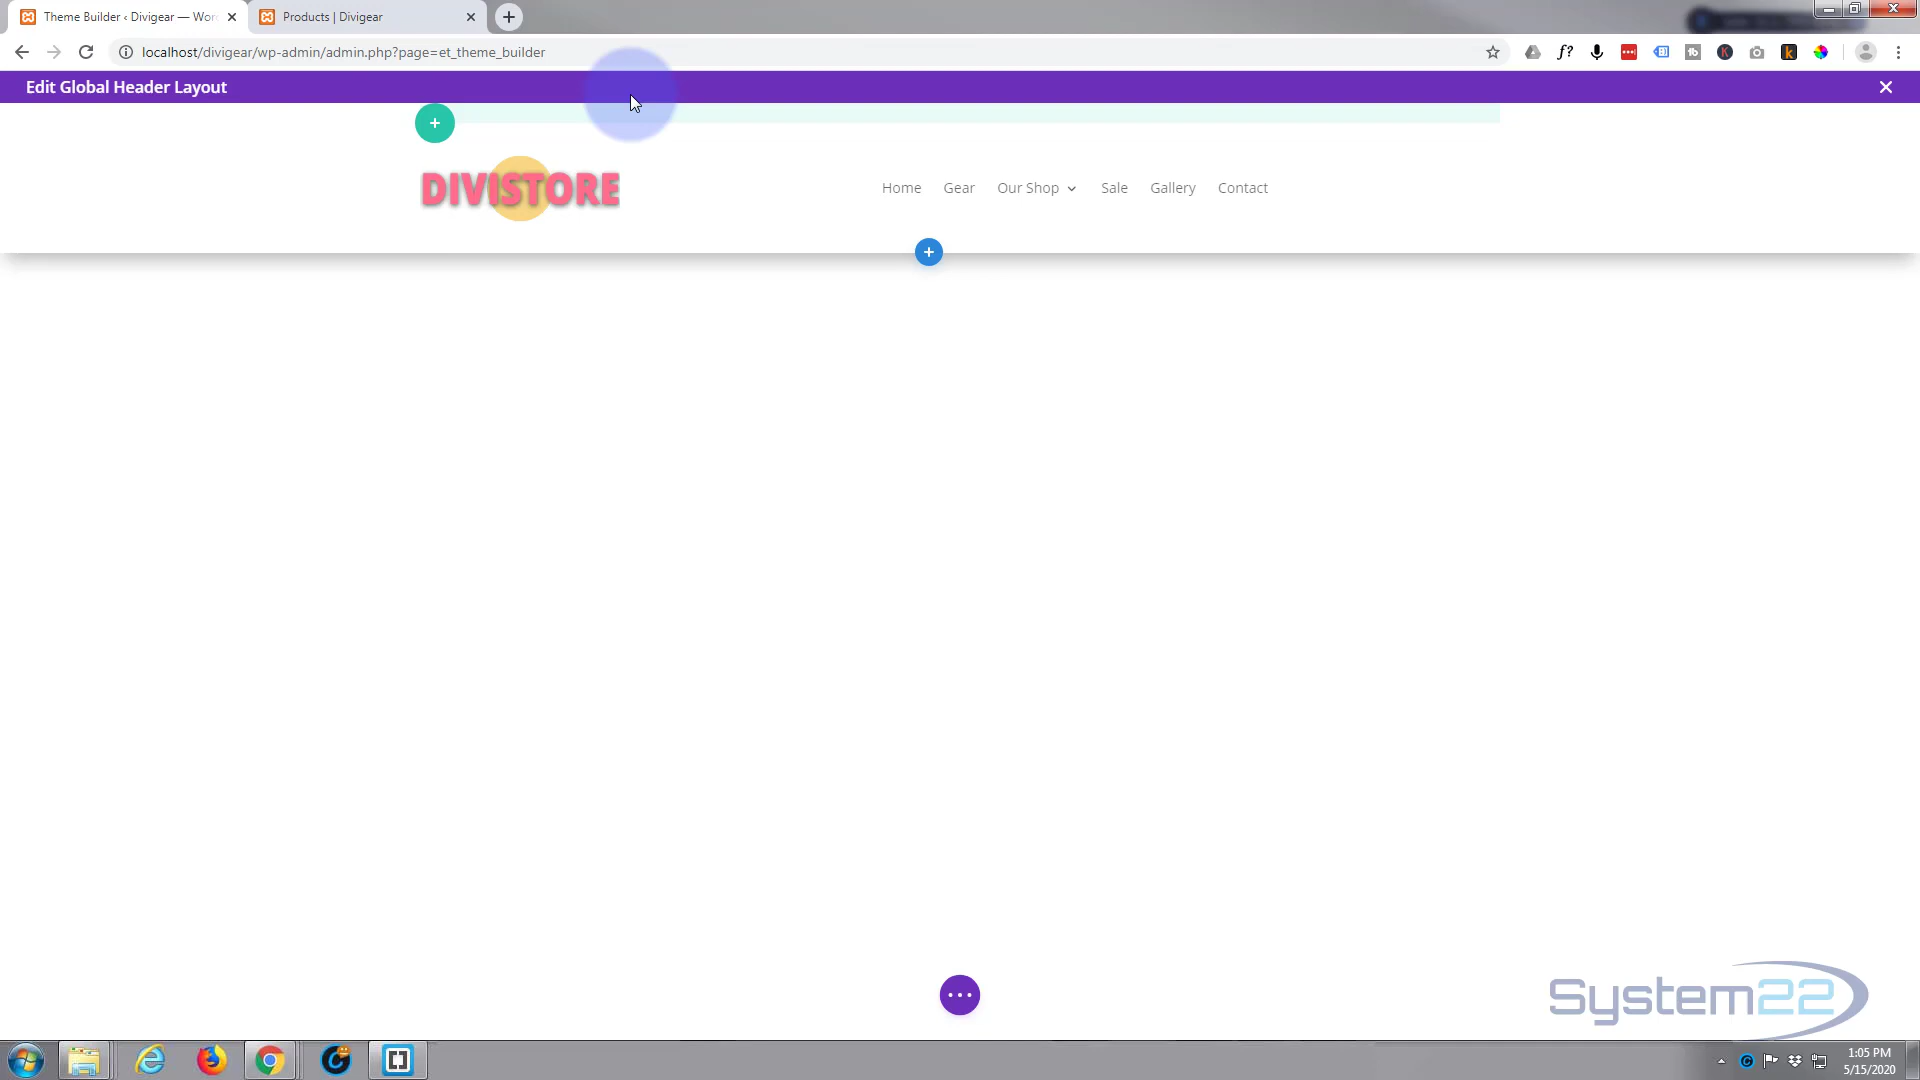 Theme Builder ‹ Divigear — Wor
Products | Divigear
localhost/divigear/wp-admin/admin.php?page=et_theme_builder
Edit Global Header Layout
DIVISTORE
Home Gear Our Shop Sale Gallery Contact
System22
1:05 PM
5/15/2020